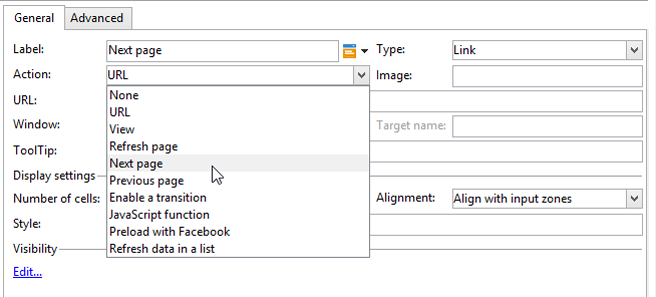 General Advanced
Label: Next page Type: Link
Action: URL Image:
URL: None
URL
Window: View Target name:
Refresh page
ToolTip: Next page
Display settings Previous page
Number of cells: Enable a transition Alignment: Align with input zones
JavaScript function
Style: Preload with Facebook
Visibility Refresh data in a list
Edit...